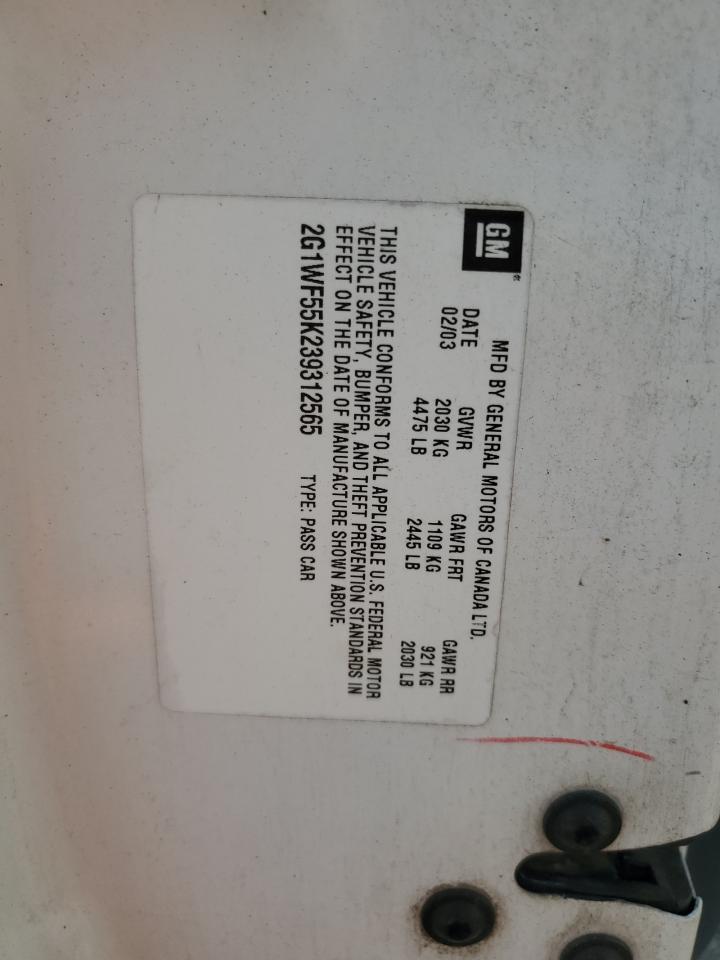 GM
MFD BY GENERAL MOTORS OF CANADA LTD.
DATE GVWR GAWR FRT GAWR RR
02/03 2030 KG 1109 KG 921 KG
4475 LB 2445 LB 2030 LB
THIS VEHICLE CONFORMS TO ALL APPLICABLE U.S. FEDERAL MOTOR
VEHICLE SAFETY, BUMPER, AND THEFT PREVENTION STANDARDS IN
EFFECT ON THE DATE OF MANUFACTURE SHOWN ABOVE.
2G1WF55K239312565 TYPE: PASS CAR